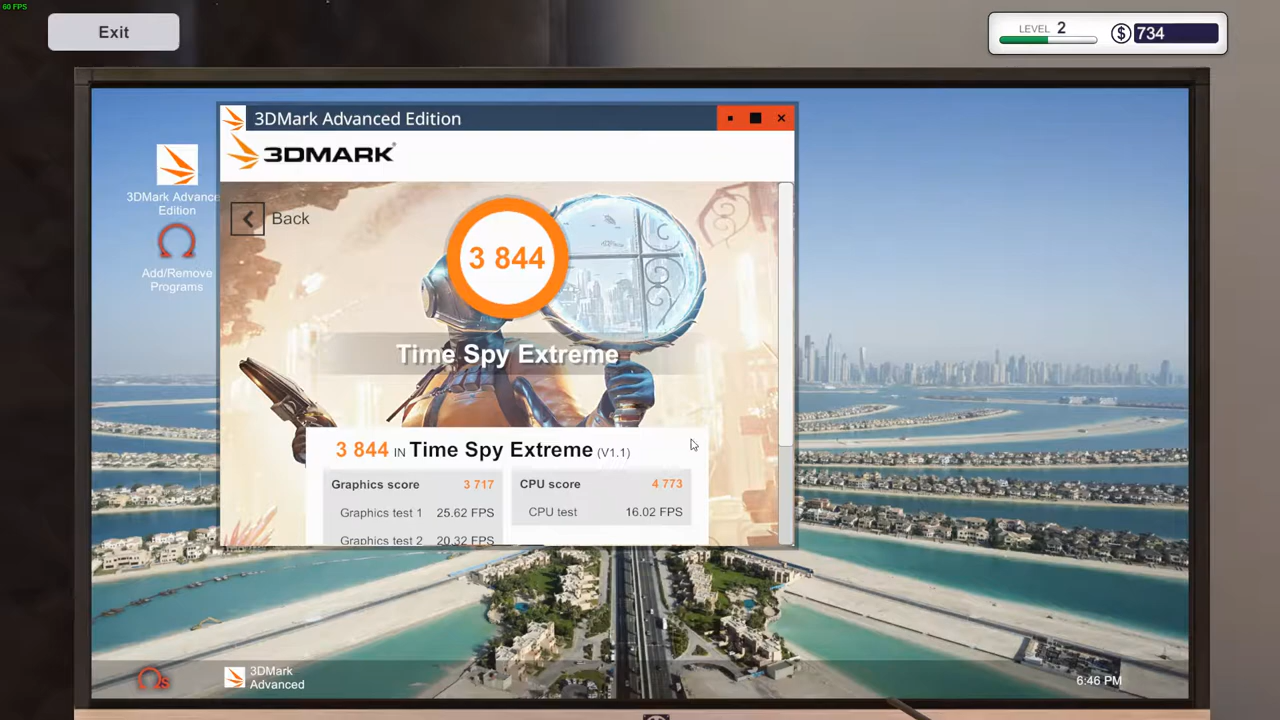 60 FPS
Exit
LEVEL 2
$ 734
3DMark Advanced Edition
3DMARK
3DMark Advance
Edition
Add/Remove
Programs
Back
3 844
Time Spy Extreme
3 844 IN Time Spy Extreme (V1.1)
Graphics score 3 717
Graphics test 1 25.62 FPS
Graphics test 2 20.32 FPS
CPU score 4 773
CPU test 16.02 FPS
3DMark
Advanced
6:46 PM